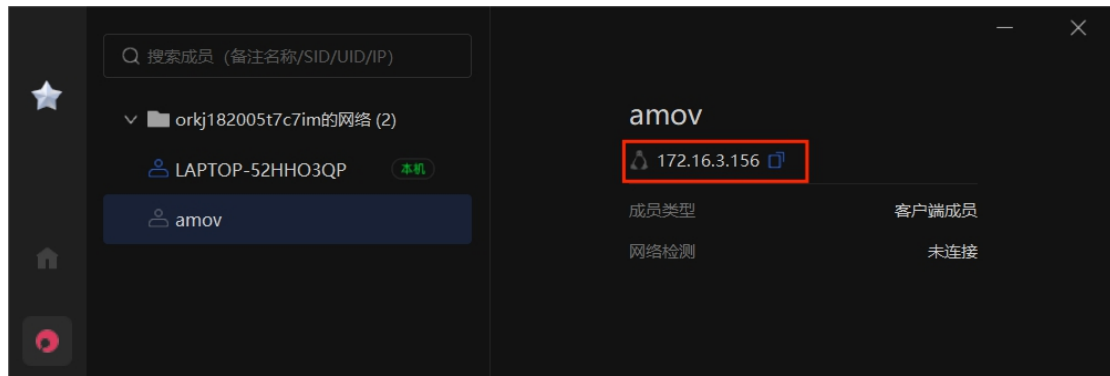 搜索成员（备注名称/SID/UID/IP）
orkj182005t7c7im的网络 (2)
LAPTOP-52HHO3QP 本机
amov
amov
172.16.3.156
成员类型 客户端成员
网络检测 未连接